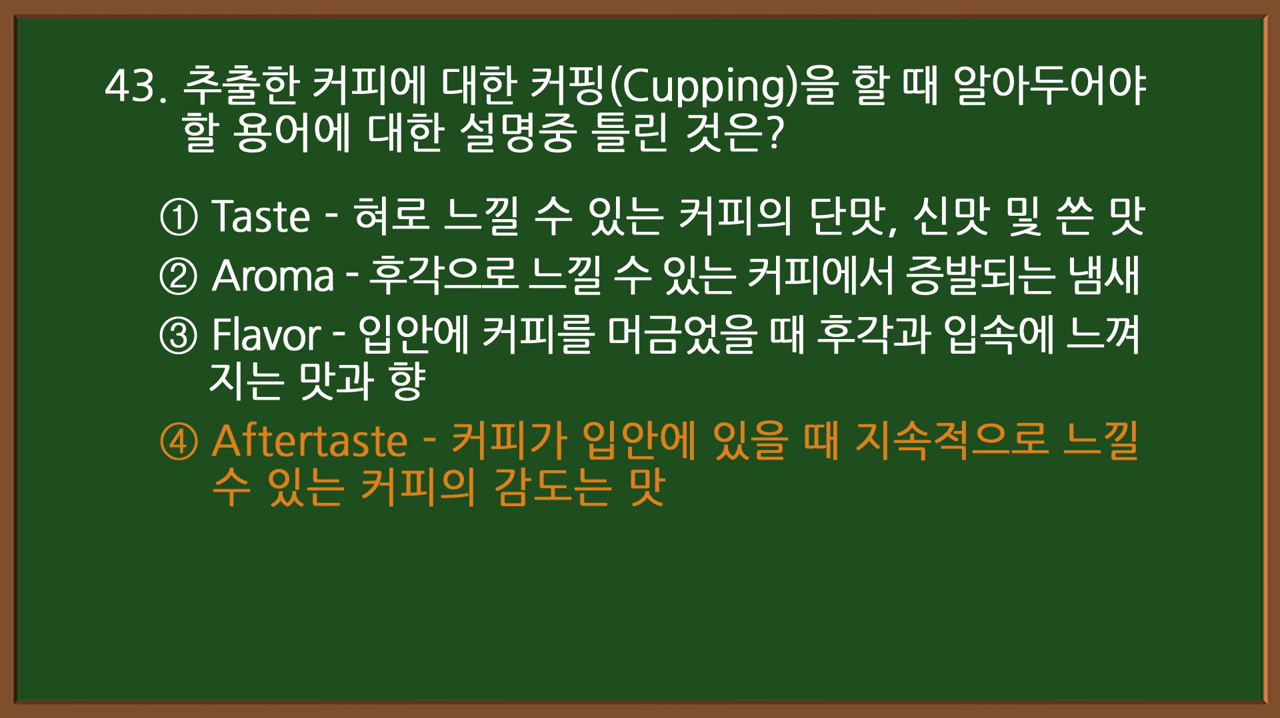 43. 추출한 커피에 대한 커핑(Cupping)을 할 때 알아두어야
할 용어에 대한 설명중 틀린 것은?
① Taste - 혀로 느낄 수 있는 커피의 단맛, 신맛 및 쓴 맛
② Aroma - 후각으로 느낄 수 있는 커피에서 증발되는 냄새
③ Flavor - 입안에 커피를 머금었을 때 후각과 입속에 느껴
지는 맛과 향
④ Aftertaste - 커피가 입안에 있을 때 지속적으로 느낄
수 있는 커피의 감도는 맛